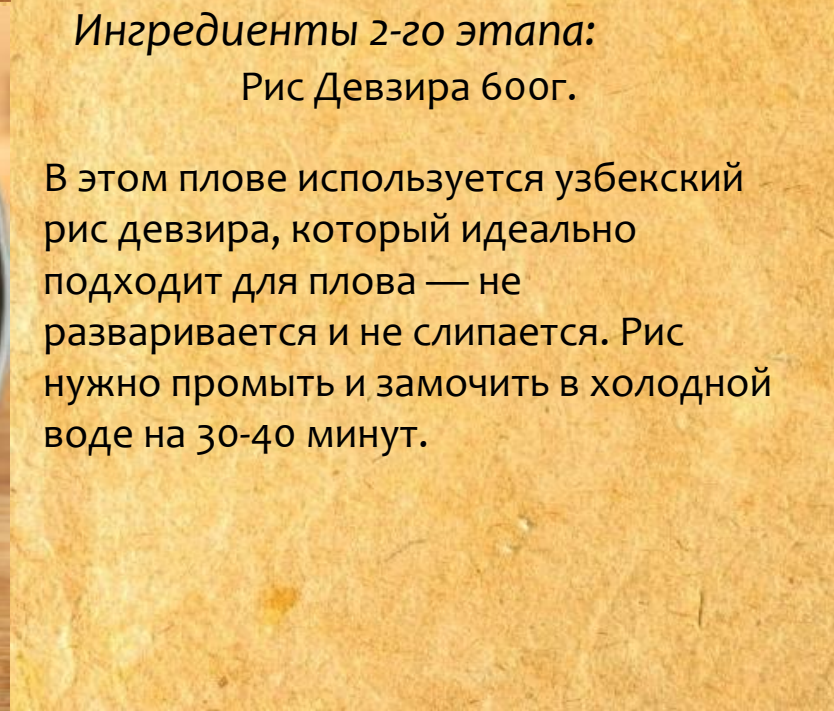 Ингредиенты 2-го этапа:
Рис Девзира 600г.
В этом плове используется узбекский
рис девзира, который идеально
подходит для плова — не
разваривается и не слипается. Рис
нужно промыть и замочить в холодной
воде на 30-40 минут.